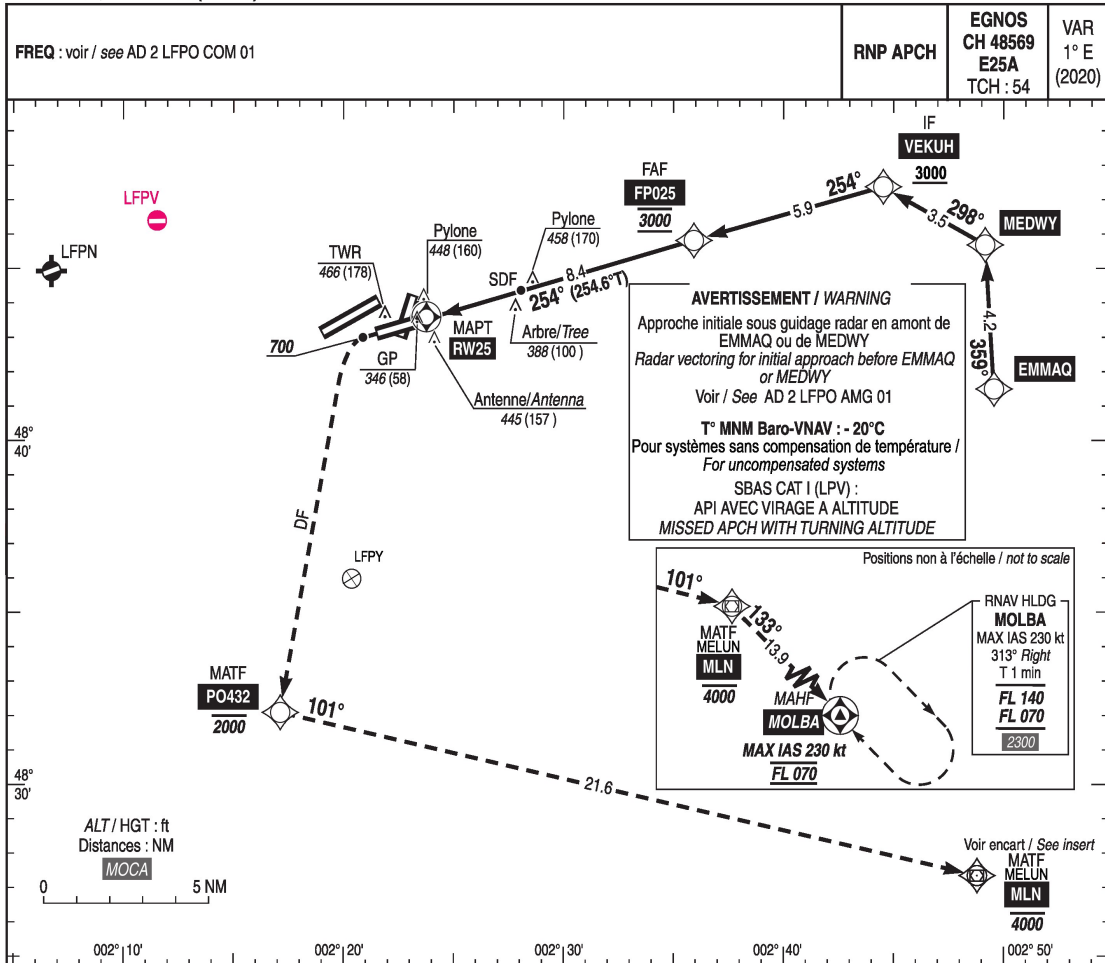 FREQ : voir / see AD 2 LFPO COM 01
RNP APCH
EGNOS
CH 48569
E25A
TCH : 54
VAR
1° E
(2020)
IF
VEKUH
3000
FAF
FP025
3000
254°
5.9
298°
3.5
MEDWY
LFPV
LFPN
TWR
466 (178)
Pylone
448 (160)
Pylone
458 (170)
SDF
8.4
254° (254.6°T)
MAPT
RW25
Arbre/Tree
388 (100 )
700
GP
346 (58)
Antenne/Antenna
445 (157 )
4.2
359°
EMMAQ
AVERTISSEMENT / WARNING
Approche initiale sous guidage radar en amont de
EMMAQ ou de MEDWY
Radar vectoring for initial approach before EMMAQ
or MEDWY
Voir / See AD 2 LFPO AMG 01
T° MNM Baro-VNAV : - 20°C
Pour systèmes sans compensation de température /
For uncompensated systems
SBAS CAT I (LPV) :
API AVEC VIRAGE A ALTITUDE
MISSED APCH WITH TURNING ALTITUDE
48°
40'
DF
LFPY
Positions non à l'échelle / not to scale
101°
133°
13.9
MATF
MELUN
MLN
4000
MAHF
MOLBA
MAX IAS 230 kt
FL 070
RNAV HLDG
MOLBA
MAX IAS 230 kt
313° Right
T 1 min
FL 140
FL 070
2300
MATF
PO432
2000
101°
21.6
48°
30'
ALT / HGT : ft
Distances : NM
MOCA
0 5 NM
Voir encart / See insert
MATF
MELUN
MLN
4000
002° 10' 002° 20' 002° 30' 002° 40' 002° 50'